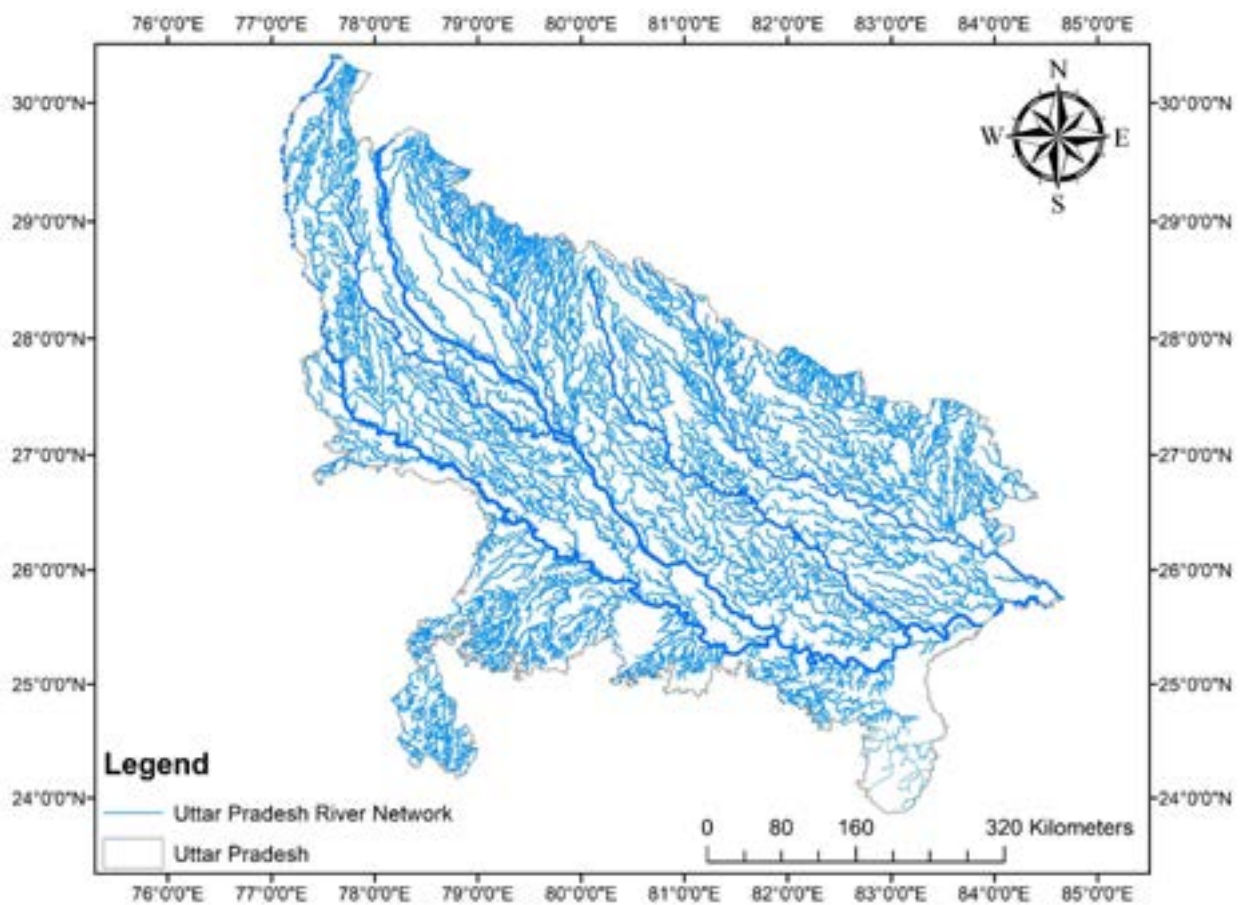 76°0'0"E 77°0'0"E 78°0'0"E 79°0'0"E 80°0'0"E 81°0'0"E 82°0'0"E 83°0'0"E 84°0'0"E 85°0'0"E
N
30°0'0"N 30°0'0"N
W E
S
29°0'0"N 29°0'0"N
28°0'0"N 28°0'0"N
27°0'0"N 27°0'0"N
26°0'0"N 26°0'0"N
25°0'0"N 25°0'0"N
Legend
24°0'0"N 24°0'0"N
Uttar Pradesh River Network
0 80 160 320 Kilometers
Uttar Pradesh
76°0'0"E 77°0'0"E 78°0'0"E 79°0'0"E 80°0'0"E 81°0'0"E 82°0'0"E 83°0'0"E 84°0'0"E 85°0'0"E